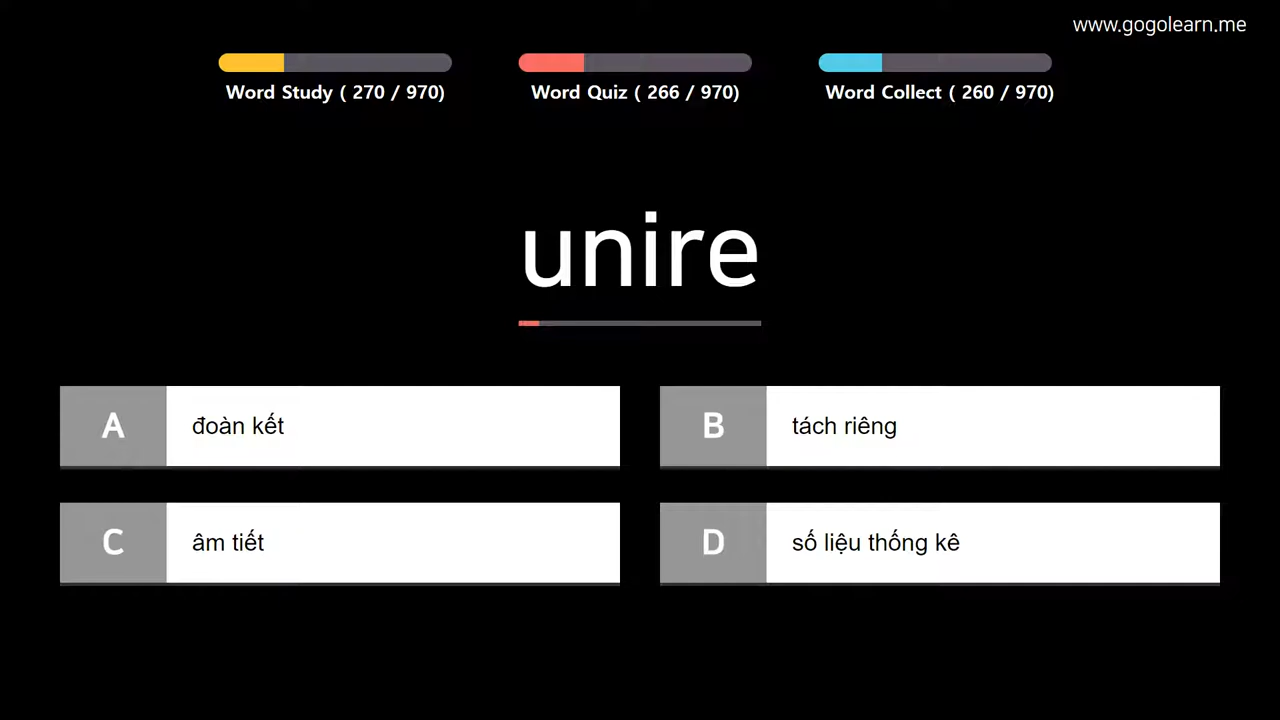 www.gogolearn.me
Word Study ( 270 / 970)
Word Quiz ( 266 / 970)
Word Collect ( 260 / 970)
unire
A đoàn kết
B tách riêng
C âm tiết
D số liệu thống kê